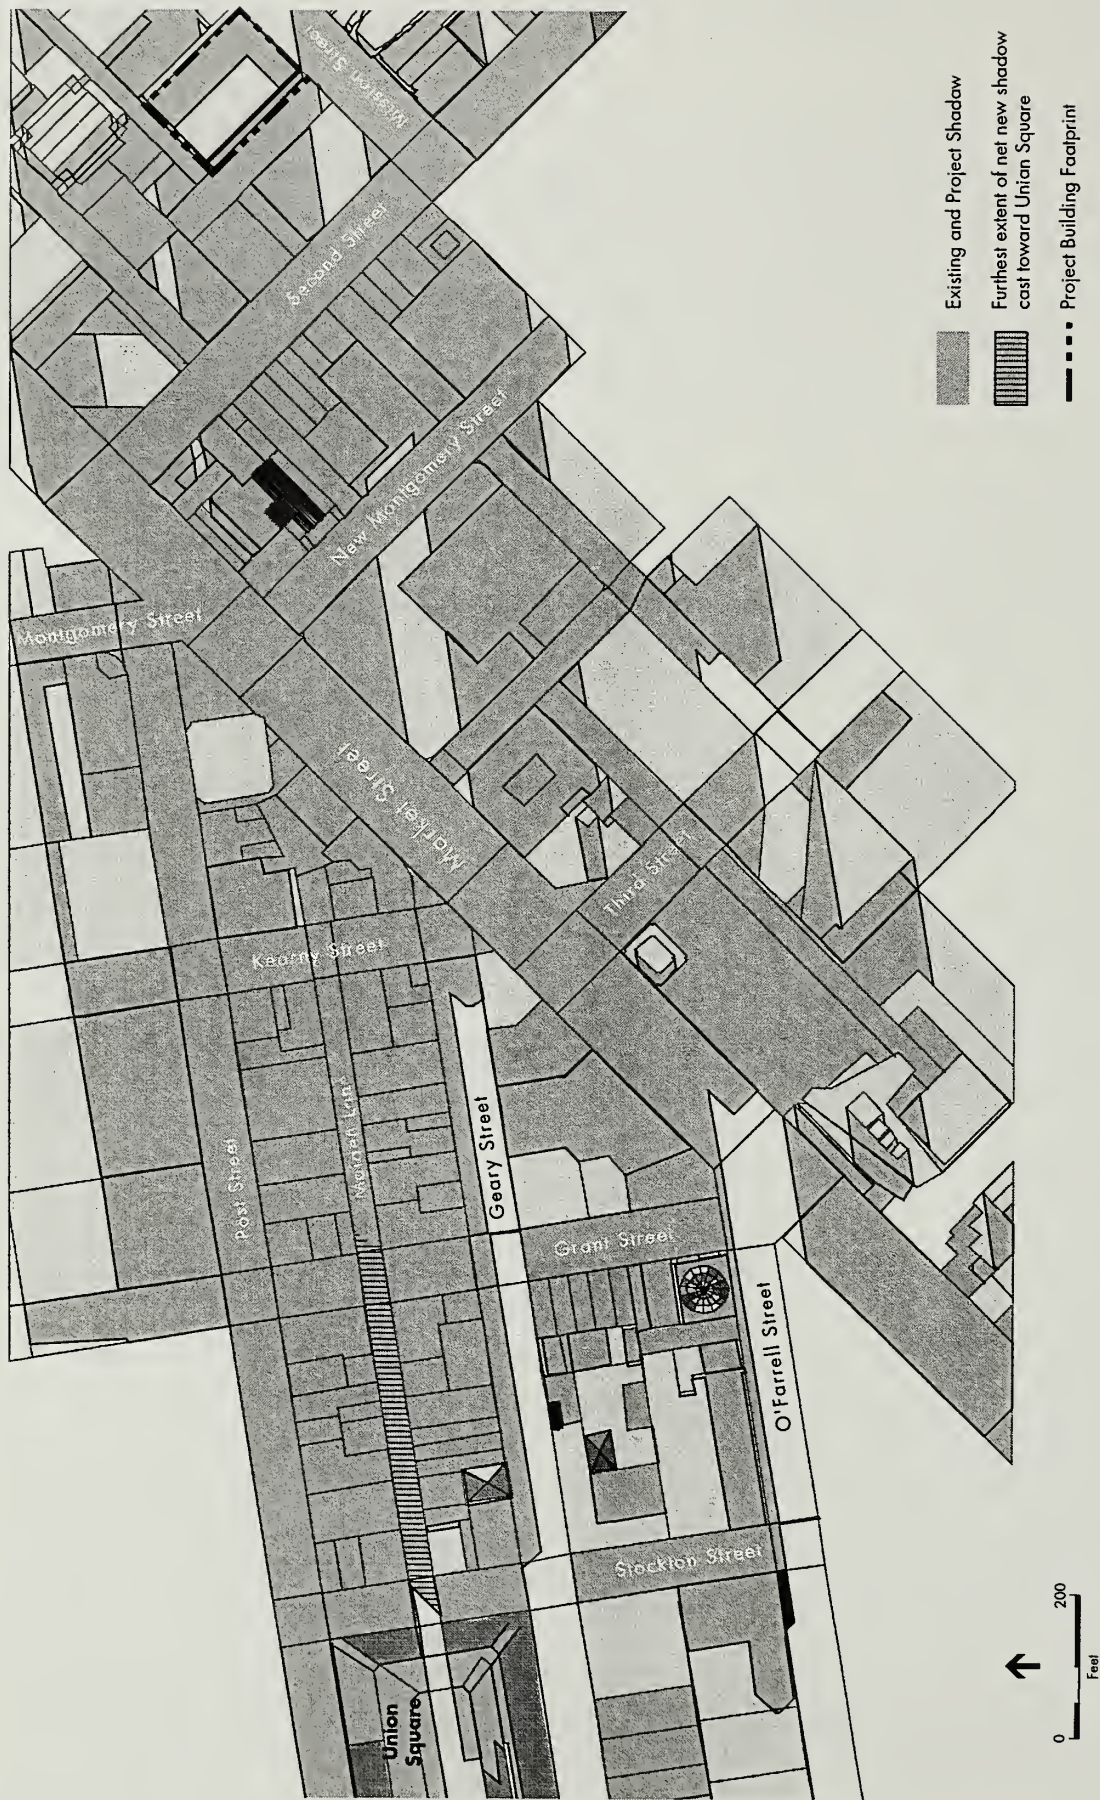 Mission Street
Second Street
New Montgomery Street
Montgomery Street
Market Street
Third Street
Kearny Street
Maiden Lane
Post Street
Geary Street
Grant Street
O'Farrell Street
Stockton Street
Union
Square
Existing and Project Shadow
Furthest extent of net new shadow
cast toward Union Square
Project Building Footprint
0
200
Feet